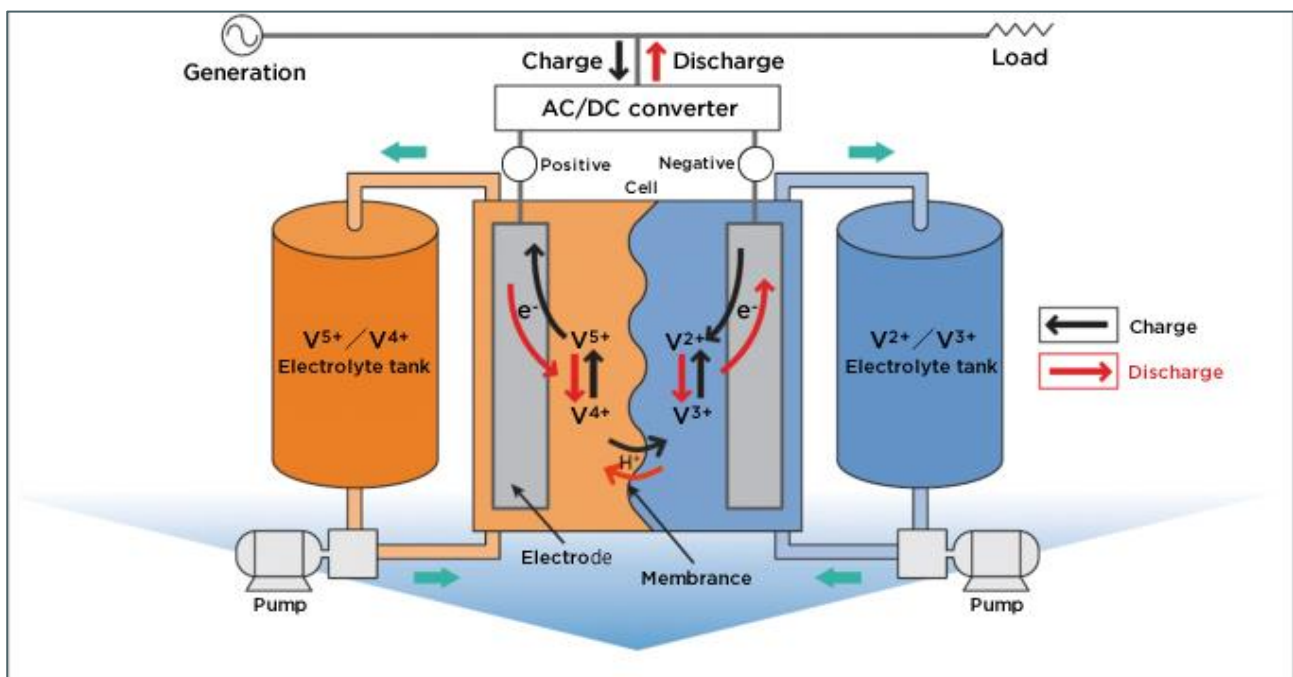 Generation
Charge
Discharge
Load
AC/DC converter
Positive
Negative
Cell
V⁵⁺/V⁴⁺
Electrolyte tank
e⁻
V⁵⁺
V⁴⁺
V²⁺
V³⁺
e⁻
H⁺
V²⁺/V³⁺
Electrolyte tank
Charge
Discharge
Electrode
Membrance
Pump
Pump